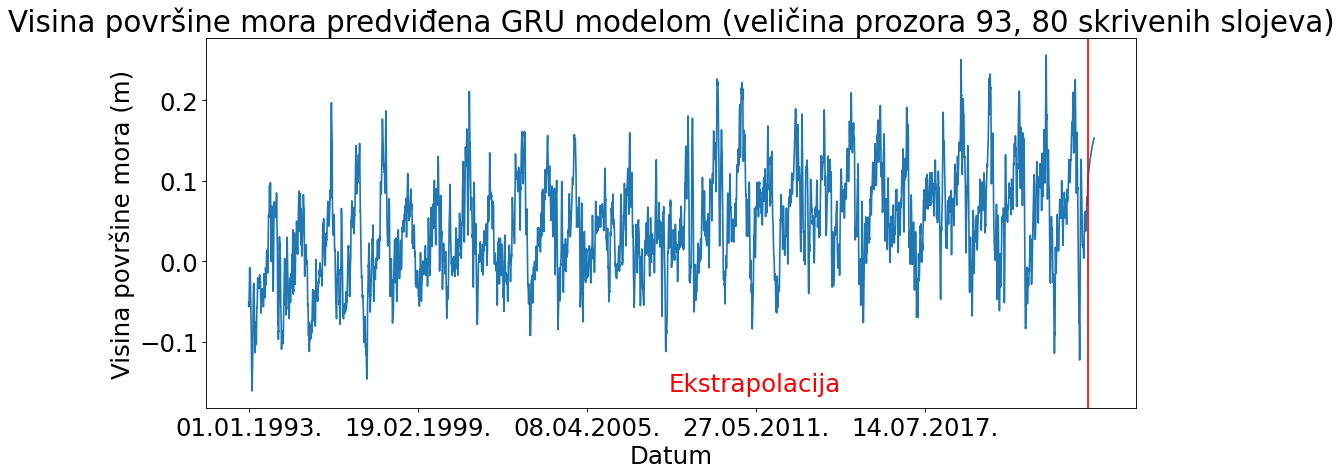 Visina površine mora predviđena GRU modelom (veličina prozora 93, 80 skrivenih slojeva)
Visina površine mora (m)
0.2
0.1
0.0
−0.1
Ekstrapolacija
01.01.1993. 19.02.1999. 08.04.2005. 27.05.2011. 14.07.2017.
Datum